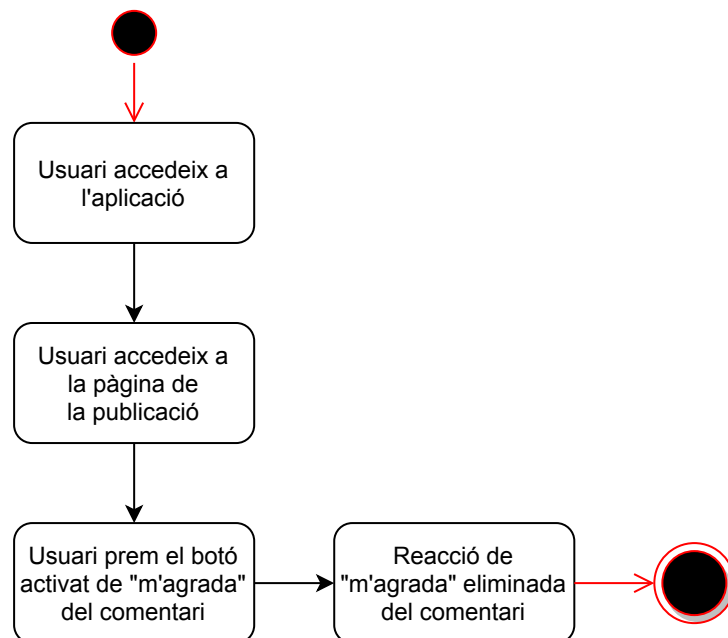 Usuari accedeix a
l'aplicació
Usuari accedeix a
la pàgina de
la publicació
Usuari prem el botó
activat de "m'agrada"
del comentari
Reacció de
"m'agrada" eliminada
del comentari